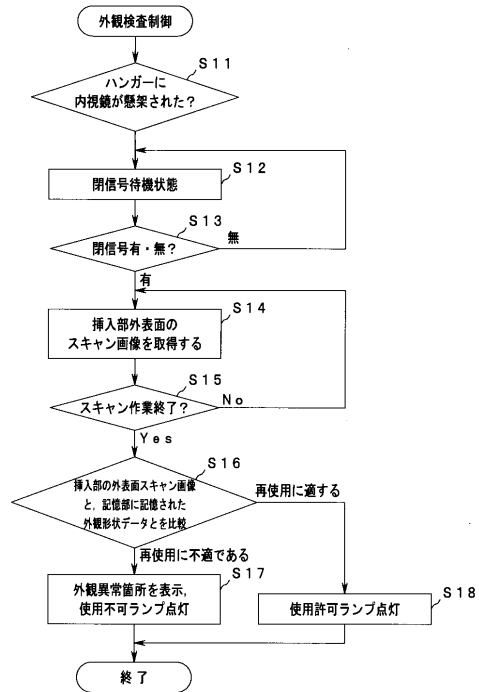 外観検査制御
S11
ハンガーに
内視鏡が懸架された?
S12
閉信号待機状態
S13
閉信号有・無?
無
有
S14
挿入部外表面の
スキャン画像を取得する
S15
スキャン作業終了?
No
Yes
S16
挿入部の外表面スキャン画像
と,記憶部に記憶された
外観形状データとを比較
再使用に適する
再使用に不適である
S17
外観異常箇所を表示,
使用不可ランプ点灯
S18
使用許可ランプ点灯
終了